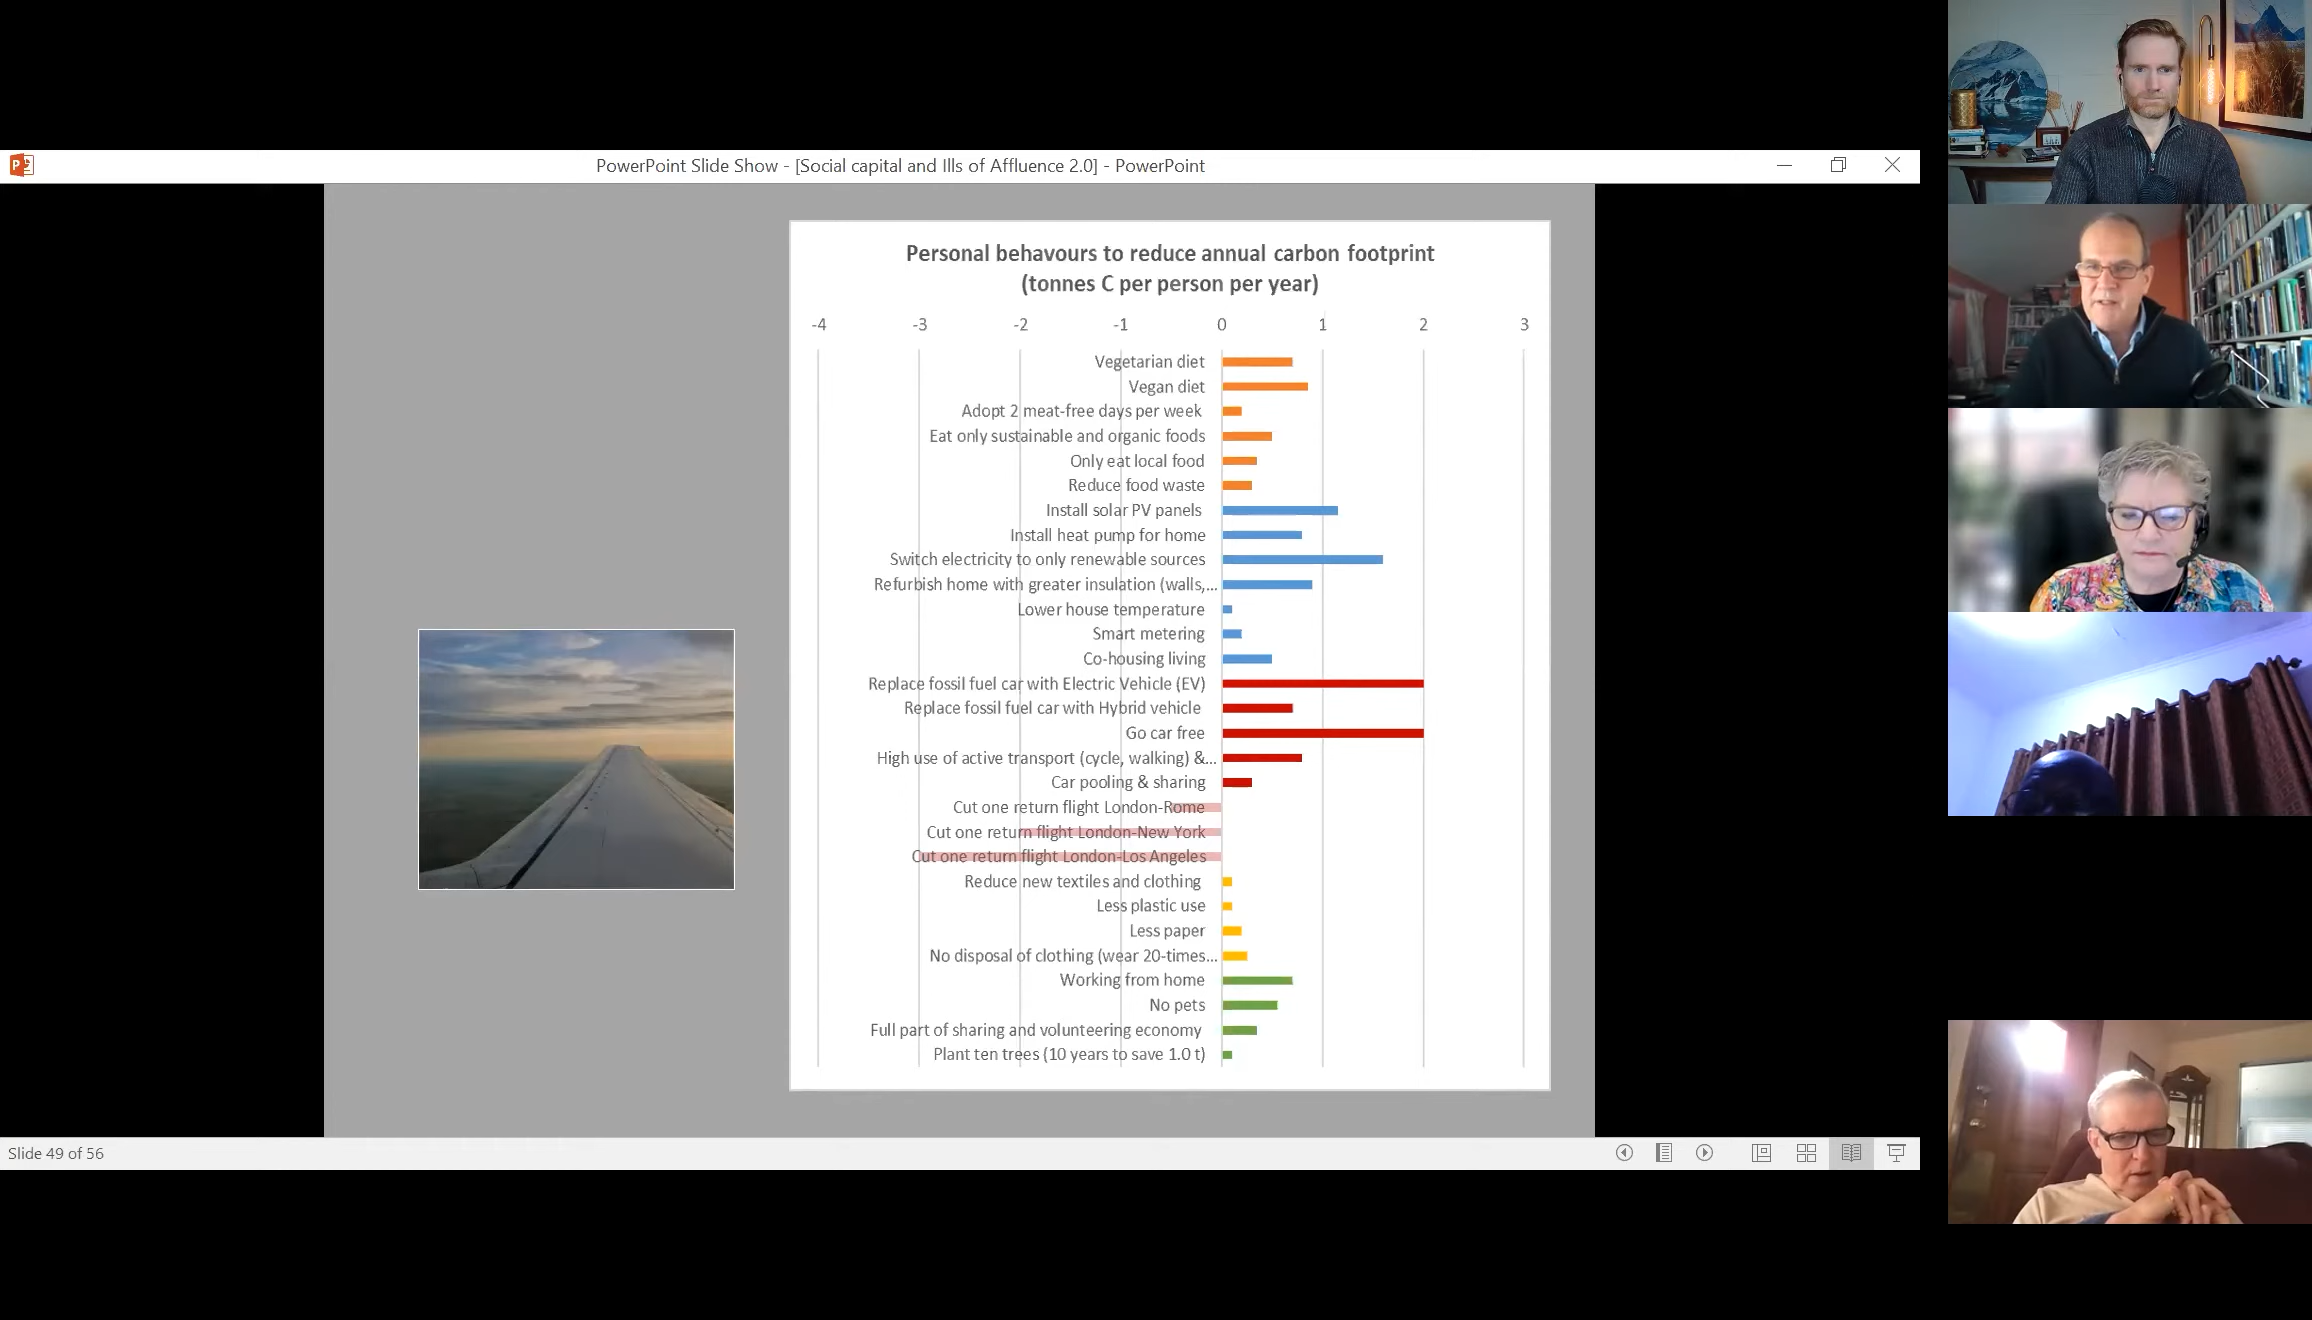 PowerPoint Slide Show - [Social capital and Ills of Affluence 2.0] - PowerPoint
Personal behavours to reduce annual carbon footprint
(tonnes C per person per year)
-4 -3 -2 -1 0 1 2 3
Vegetarian diet
Vegan diet
Adopt 2 meat-free days per week
Eat only sustainable and organic foods
Only eat local food
Reduce food waste
Install solar PV panels
Install heat pump for home
Switch electricity to only renewable sources
Refurbish home with greater insulation (walls,...
Lower house temperature
Smart metering
Co-housing living
Replace fossil fuel car with Electric Vehicle (EV)
Replace fossil fuel car with Hybrid vehicle
Go car free
High use of active transport (cycle, walking) &...
Car pooling & sharing
Cut one return flight London-Rome
Cut one return flight London-New York
Cut one return flight London-Los Angeles
Reduce new textiles and clothing
Less plastic use
Less paper
No disposal of clothing (wear 20-times...
Working from home
No pets
Full part of sharing and volunteering economy
Plant ten trees (10 years to save 1.0 t)
Slide 49 of 56